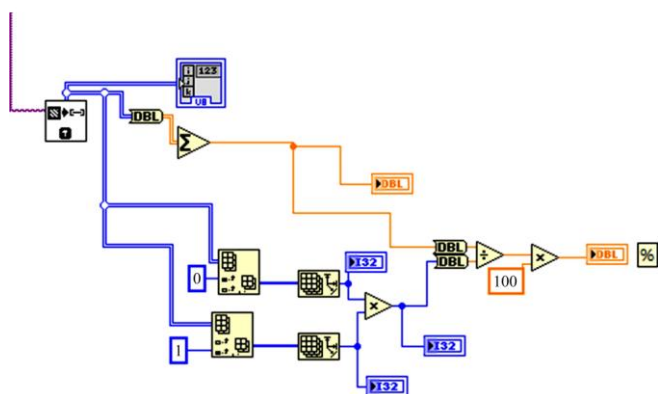 i
j
k
123
U8
DBL
Σ
DBL
DBL
DBL
÷
×
DBL
%
0
I32
100
×
1
I32
I32